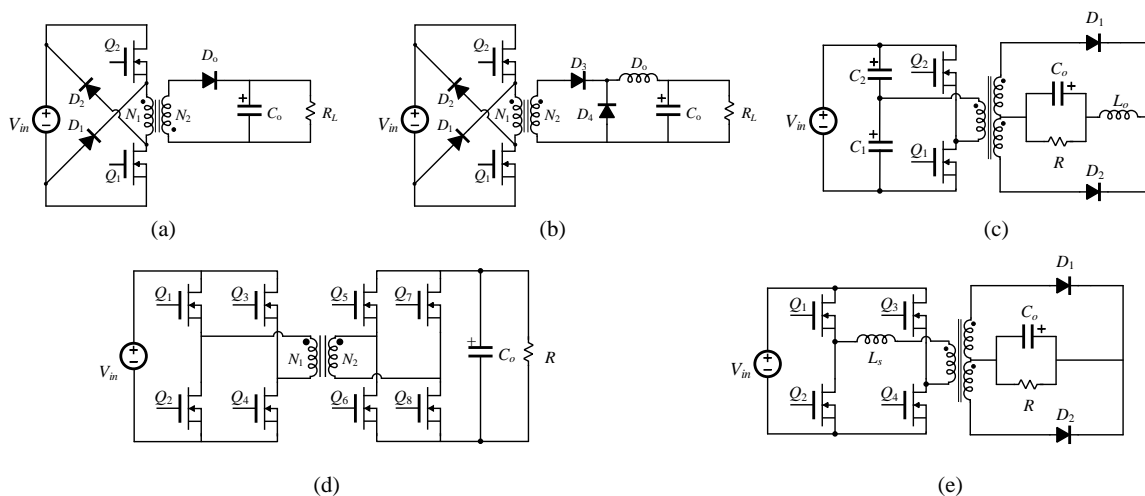 Q2
D2
D1
Vin
Q1
N1
N2
Do
+
Co
RL
(a)
Q2
D2
D1
Vin
Q1
N1
N2
D3
D4
Do
+
Co
RL
(b)
Vin
+
C2
+
C1
Q2
Q1
D1
Co
+
R
Lo
D2
(c)
Vin
Q1
Q3
Q2
Q4
N1
N2
Q5
Q7
Q6
Q8
+
Co
R
(d)
Vin
Q1
Q3
Ls
Q2
Q4
D1
Co
+
R
D2
(e)